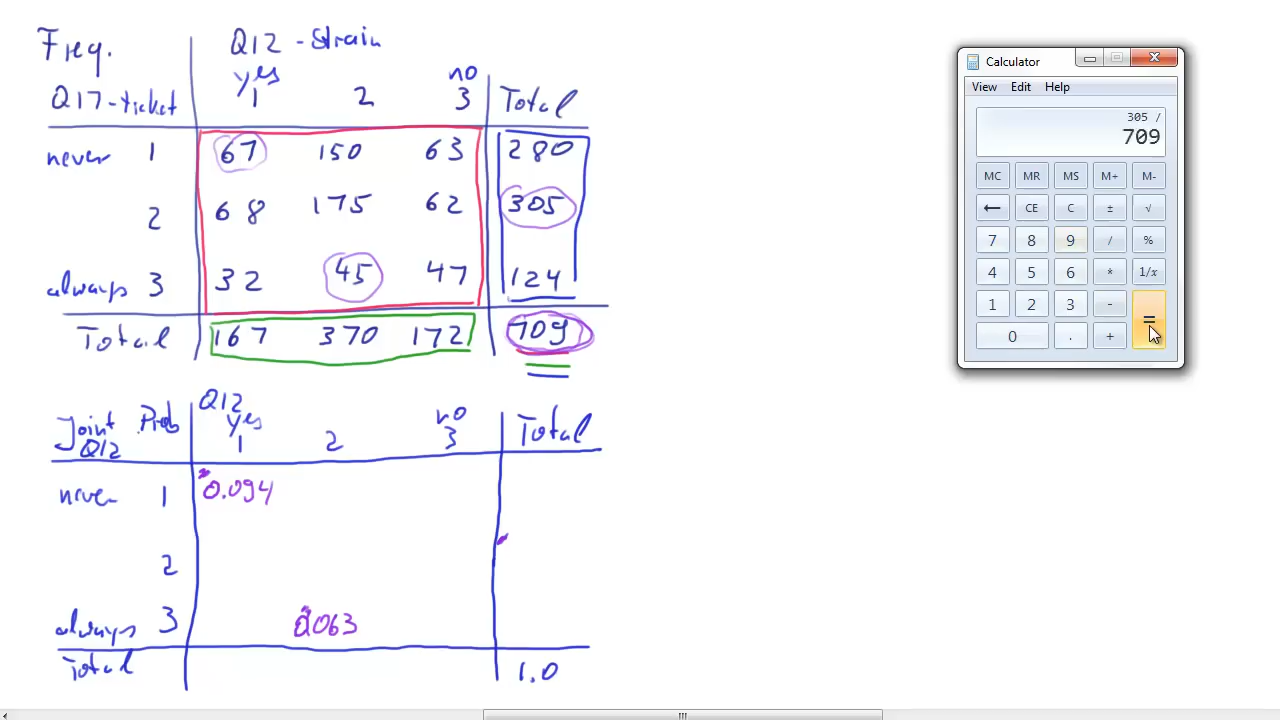 Freq. Q12 - Strain
yes no
Q17-ticket 1 2 3 Total
never 1 67 150 63 280
2 68 175 62 305
always 3 32 45 47 124
Total 167 370 172 709
Joint Prob Q12
Q12 yes no
1 2 3 Total
never 1 0.094
2
always 3 0.063
Total 1.0
Calculator
View Edit Help
305 /
709
MC MR MS M+ M-
← CE C ± √
7 8 9 / %
4 5 6 * 1/x
1 2 3 - =
0 . +